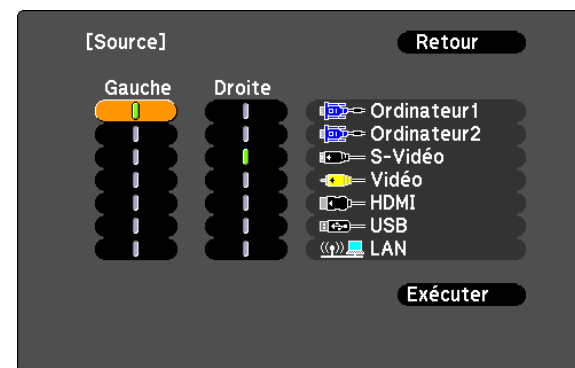 [Source] Retour
Gauche Droite
Ordinateur1
Ordinateur2
S-Vidéo
Vidéo
HDMI
USB
LAN
Exécuter